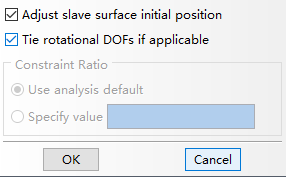 Adjust slave surface initial position
Tie rotational DOFs if applicable
Constraint Ratio
Use analysis default
Specify value
OK
Cancel